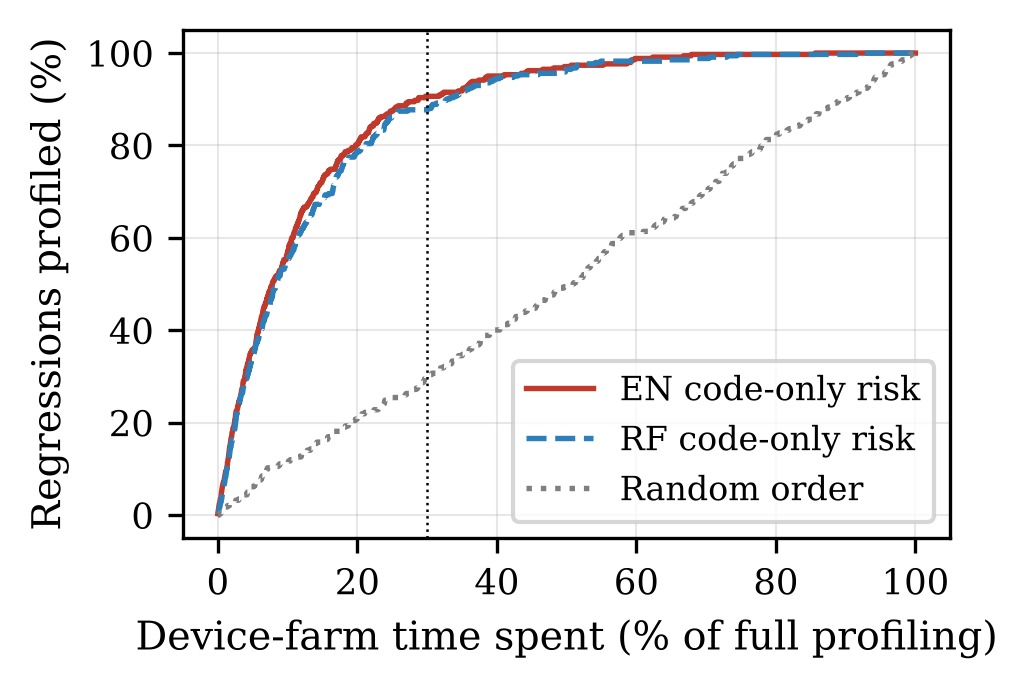 Regressions profiled (%)
100
80
60
40
20
0
EN code-only risk
RF code-only risk
Random order
0 20 40 60 80 100
Device-farm time spent (% of full profiling)